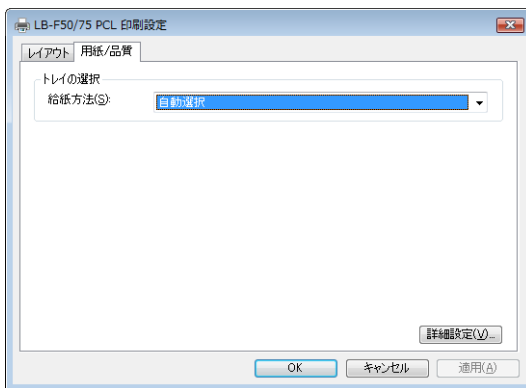 LB-F50/75 PCL 印刷設定
レイアウト 用紙/品質
トレイの選択
給紙方法(S): 自動選択
詳細設定(V)...
OK キャンセル 適用(A)